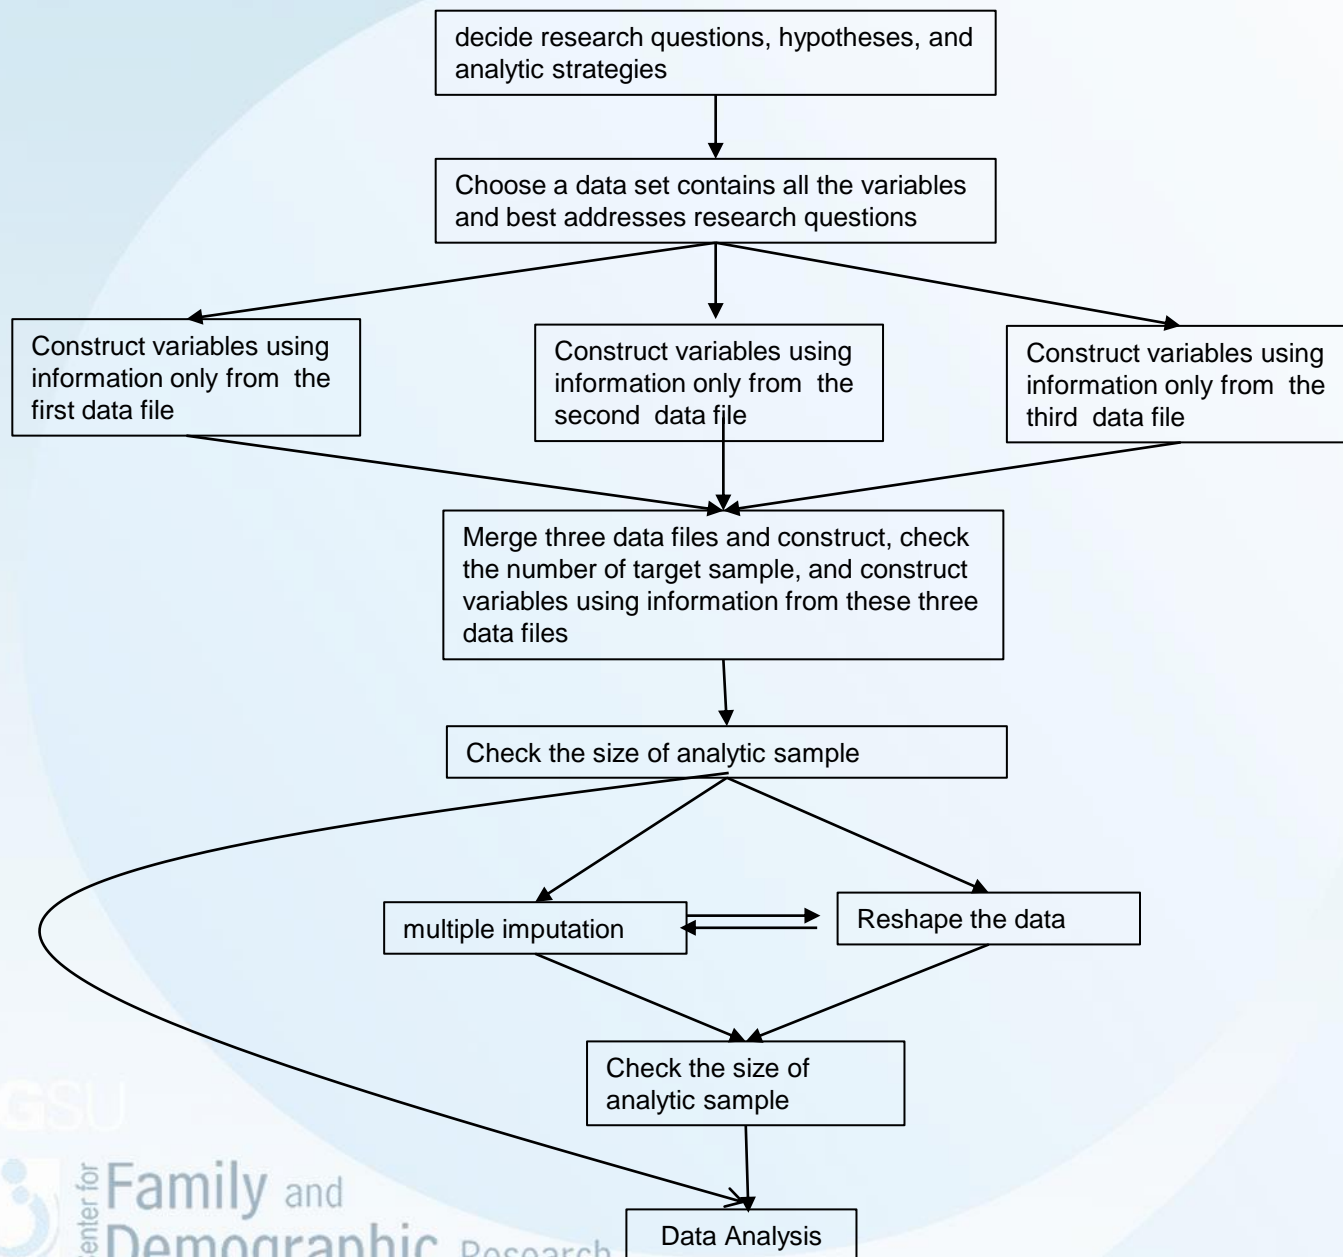 decide research questions, hypotheses, and
analytic strategies
Choose a data set contains all the variables
and best addresses research questions
Construct variables using
information only from the
first data file
Construct variables using
information only from the
second data file
Construct variables using
information only from the
third data file
Merge three data files and construct, check
the number of target sample, and construct
variables using information from these three
data files
Check the size of analytic sample
multiple imputation
Reshape the data
Check the size of
analytic sample
Data Analysis
GSU
Center for
Family and
Demographic Research